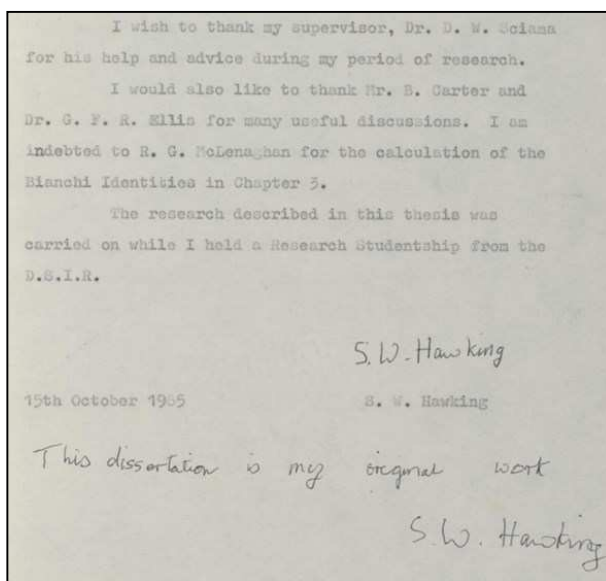 I wish to thank my supervisor, Dr. D. W. Sciama
for his help and advice during my period of research.
I would also like to thank Mr. B. Carter and
Dr. G. F. R. Ellis for many useful discussions. I am
indebted to R. G. McLenaghan for the calculation of the
Bianchi Identities in Chapter 3.
The research described in this thesis was
carried on while I held a Research Studentship from the
D.S.I.R.
S. W. Hawking
15th October 1965 S. W. Hawking
This dissertation is my original work
S. W. Hawking